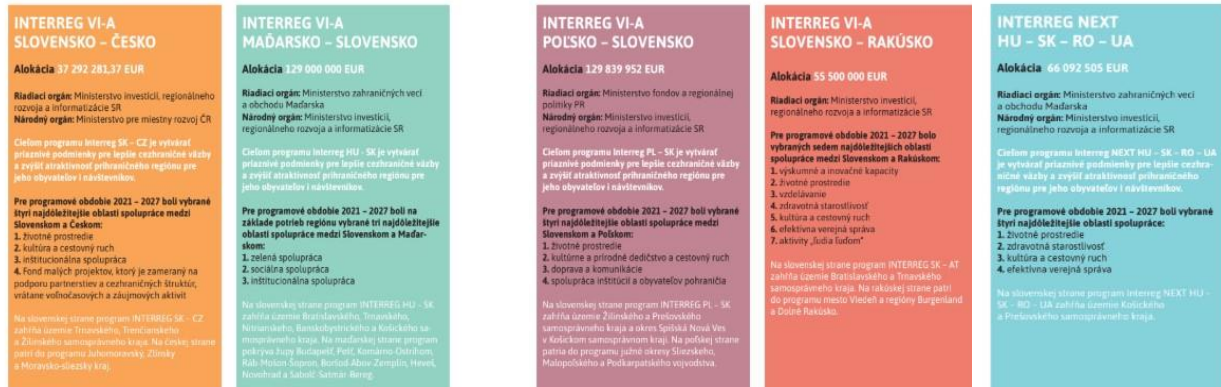 INTERREG VI-A
SLOVENSKO – ČESKO
Alokácia 37 292 281,37 EUR
Riadiaci orgán: Ministerstvo investícií, regionálneho
rozvoja a informatizácie SR
Národný orgán: Ministerstvo pre miestny rozvoj ČR
Cieľom programu Interreg SK – CZ je vytvárať
priaznivé podmienky pre lepšie cezhraničné väzby
a zvýšiť atraktivitu prihraničného regiónu pre
jeho obyvateľov i návštevníkov.
Pre programové obdobie 2021 – 2027 boli vybrané
štyri najdôležitejšie oblasti spolupráce medzi
Slovenskom a Českom:
1. životné prostredie
2. kultúra a cestovný ruch
3. inštitucionálna spolupráca
4. Fond malých projektov, ktorý je zameraný na
podporu partnerstiev a cezhraničných štruktúr,
vrátane voľnočasových a záujmových aktivít
Na slovenskej strane program INTERREG SK – CZ
zahŕňa územie Trnavského, Trenčianskeho
a Žilinského samosprávneho kraja. Na českej strane
patrí do programu Juhomoravský, Zlínsky
a Moravsko-sliezsky kraj.
INTERREG VI-A
MAĎARSKO – SLOVENSKO
Alokácia 129 000 000 EUR
Riadiaci orgán: Ministerstvo zahraničných vecí
a obchodu Maďarska
Národný orgán: Ministerstvo investícií,
regionálneho rozvoja a informatizácie SR
Cieľom programu Interreg HU – SK je vytvárať
priaznivé podmienky pre lepšie cezhraničné väzby
a zvýšiť atraktivitu prihraničného regiónu pre
jeho obyvateľov i návštevníkov.
Pre programové obdobie 2021 – 2027 boli na
základe potrieb regiónu vybrané tri najdôležitejšie
oblasti spolupráce medzi Slovenskom a Maďar-
skom:
1. zelená spolupráca
2. sociálna spolupráca
3. inštitucionálna spolupráca
Na slovenskej strane program INTERREG HU – SK
zahŕňa územie Bratislavského, Trnavského,
Nitrianskeho, Banskobystrického a Košického sa-
mosprávneho kraja. Na maďarskej strane program
pokrýva župy Budapešť, Pešť, Komárno-Ostrihom,
Ráb-Mošon-Šopron, Boršod-Abov-Zemplín, Heveš,
Novohrad a Sabolč-Satmár-Bereg.
INTERREG VI-A
POĽSKO – SLOVENSKO
Alokácia 129 839 952 EUR
Riadiaci orgán: Ministerstvo fondov a regionálnej
politiky PR
Národný orgán: Ministerstvo investícií,
regionálneho rozvoja a informatizácie SR
Cieľom programu Interreg PL – SK je vytvárať
priaznivé podmienky pre lepšie cezhraničné väzby
a zvýšiť atraktivitu prihraničného regiónu pre
jeho obyvateľov i návštevníkov.
Pre programové obdobie 2021 – 2027 boli vybrané
štyri najdôležitejšie oblasti spolupráce medzi
Slovenskom a Poľskom:
1. životné prostredie
2. kultúrne a prírodné dedičstvo a cestovný ruch
3. doprava a komunikácie
4. spolupráca inštitúcií a obyvateľov pohraničia
Na slovenskej strane program INTERREG PL – SK
zahŕňa územie Žilinského a Prešovského
samosprávneho kraja a okres Spišská Nová Ves
v Košickom samosprávnom kraji. Na poľskej strane
patria do programu južné okresy Sliezskeho,
Malopoľského a Podkarpatského vojvodstva.
INTERREG VI-A
SLOVENSKO – RAKÚSKO
Alokácia 55 500 000 EUR
Riadiaci orgán: Ministerstvo investícií,
regionálneho rozvoja a informatizácie SR
Pre programové obdobie 2021 – 2027 bolo
vybraných sedem najdôležitejších oblastí
spolupráce medzi Slovenskom a Rakúskom:
1. výskumné a inovačné kapacity
2. životné prostredie
3. vzdelávanie
4. zdravotná starostlivosť
5. kultúra a cestovný ruch
6. efektívna verejná správa
7. aktivity „ľudia ľuďom“
Na slovenskej strane program INTERREG SK – AT
zahŕňa územie Bratislavského a Trnavského
samosprávneho kraja. Na rakúskej strane patrí
do programu mesto Viedeň a regióny Burgenland
a Dolné Rakúsko.
INTERREG NEXT
HU – SK – RO – UA
Alokácia 66 092 505 EUR
Riadiaci orgán: Ministerstvo zahraničných vecí
a obchodu Maďarska
Národný orgán: Ministerstvo investícií,
regionálneho rozvoja a informatizácie SR
Cieľom programu Interreg NEXT HU – SK – RO – UA
je vytvárať priaznivé podmienky pre lepšie cezhra-
ničné väzby a zvýšiť atraktivitu prihraničného
regiónu pre jeho obyvateľov i návštevníkov.
Pre programové obdobie 2021 – 2027 boli vybrané
štyri najdôležitejšie oblasti spolupráce:
1. životné prostredie
2. zdravotná starostlivosť
3. kultúra a cestovný ruch
4. efektívna verejná správa
Na slovenskej strane program Interreg NEXT HU –
SK – RO – UA zahŕňa územie Košického
a Prešovského samosprávneho kraja.